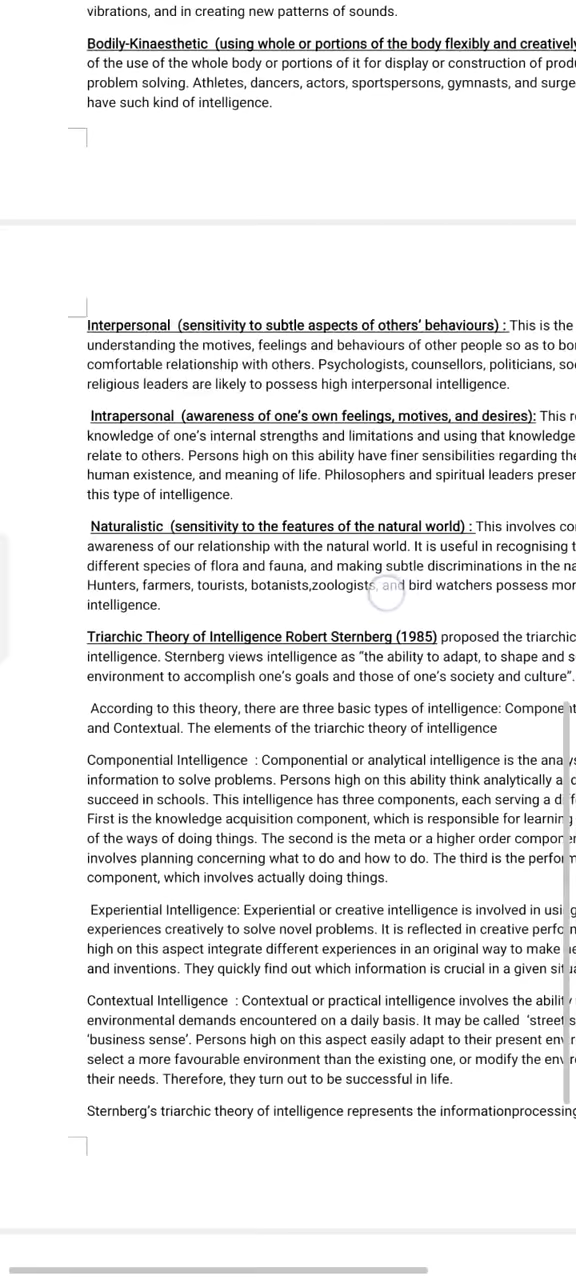 vibrations, and in creating new patterns of sounds.
Bodily-Kinaesthetic (using whole or portions of the body flexibly and creatively
of the use of the whole body or portions of it for display or construction of
problem solving. Athletes, dancers, actors, sportspersons, gymnasts, and
have such kind of intelligence.
Interpersonal (sensitivity to subtle aspects of others’ behaviours) : This is the
understanding the motives, feelings and behaviours of other people so as to
comfortable relationship with others. Psychologists, counsellors, politicians,
religious leaders are likely to possess high interpersonal intelligence.
Intrapersonal (awareness of one’s own feelings, motives, and desires): This
knowledge of one’s internal strengths and limitations and using that knowledge
relate to others. Persons high on this ability have finer sensibilities regarding
human existence, and meaning of life. Philosophers and spiritual leaders
this type of intelligence.
Naturalistic (sensitivity to the features of the natural world) : This involves
awareness of our relationship with the natural world. It is useful in recognising
different species of flora and fauna, and making subtle discriminations in the
Hunters, farmers, tourists, botanists,zoologists, and bird watchers possess
intelligence.
Triarchic Theory of Intelligence Robert Sternberg (1985) proposed the triarchic
intelligence. Sternberg views intelligence as “the ability to adapt, to shape and
environment to accomplish one’s goals and those of one’s society and culture”.
According to this theory, there are three basic types of intelligence:
and Contextual. The elements of the triarchic theory of intelligence
Componential Intelligence : Componential or analytical intelligence is the
information to solve problems. Persons high on this ability think analytically
succeed in schools. This intelligence has three components, each serving a
First is the knowledge acquisition component, which is responsible for learning
of the ways of doing things. The second is the meta or a higher order
involves planning concerning what to do and how to do. The third is the
component, which involves actually doing things.
Experiential Intelligence: Experiential or creative intelligence is involved in using
experiences creatively to solve novel problems. It is reflected in creative
high on this aspect integrate different experiences in an original way to make
and inventions. They quickly find out which information is crucial in a given
Contextual Intelligence : Contextual or practical intelligence involves the ability
environmental demands encountered on a daily basis. It may be called ‘street
‘business sense’. Persons high on this aspect easily adapt to their present
select a more favourable environment than the existing one, or modify the
their needs. Therefore, they turn out to be successful in life.
Sternberg’s triarchic theory of intelligence represents the informationprocessing